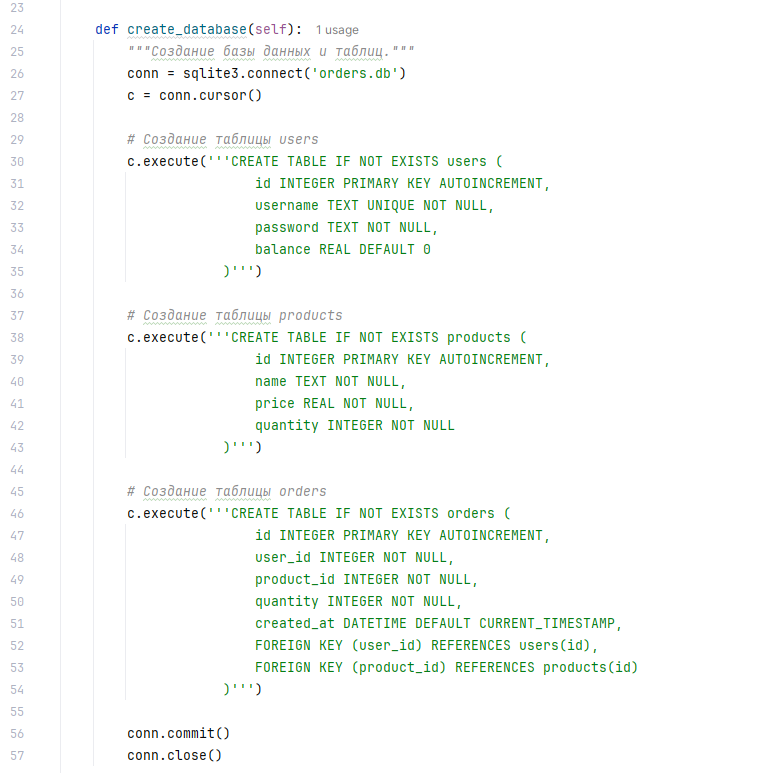 23
24 def create_database(self): 1 usage
25 """Создание базы данных и таблиц."""
26 conn = sqlite3.connect('orders.db')
27 c = conn.cursor()
28
29 # Создание таблицы users
30 c.execute('''CREATE TABLE IF NOT EXISTS users (
31 id INTEGER PRIMARY KEY AUTOINCREMENT,
32 username TEXT UNIQUE NOT NULL,
33 password TEXT NOT NULL,
34 balance REAL DEFAULT 0
35 )''')
36
37 # Создание таблицы products
38 c.execute('''CREATE TABLE IF NOT EXISTS products (
39 id INTEGER PRIMARY KEY AUTOINCREMENT,
40 name TEXT NOT NULL,
41 price REAL NOT NULL,
42 quantity INTEGER NOT NULL
43 )''')
44
45 # Создание таблицы orders
46 c.execute('''CREATE TABLE IF NOT EXISTS orders (
47 id INTEGER PRIMARY KEY AUTOINCREMENT,
48 user_id INTEGER NOT NULL,
49 product_id INTEGER NOT NULL,
50 quantity INTEGER NOT NULL,
51 created_at DATETIME DEFAULT CURRENT_TIMESTAMP,
52 FOREIGN KEY (user_id) REFERENCES users(id),
53 FOREIGN KEY (product_id) REFERENCES products(id)
54 )''')
55
56 conn.commit()
57 conn.close()